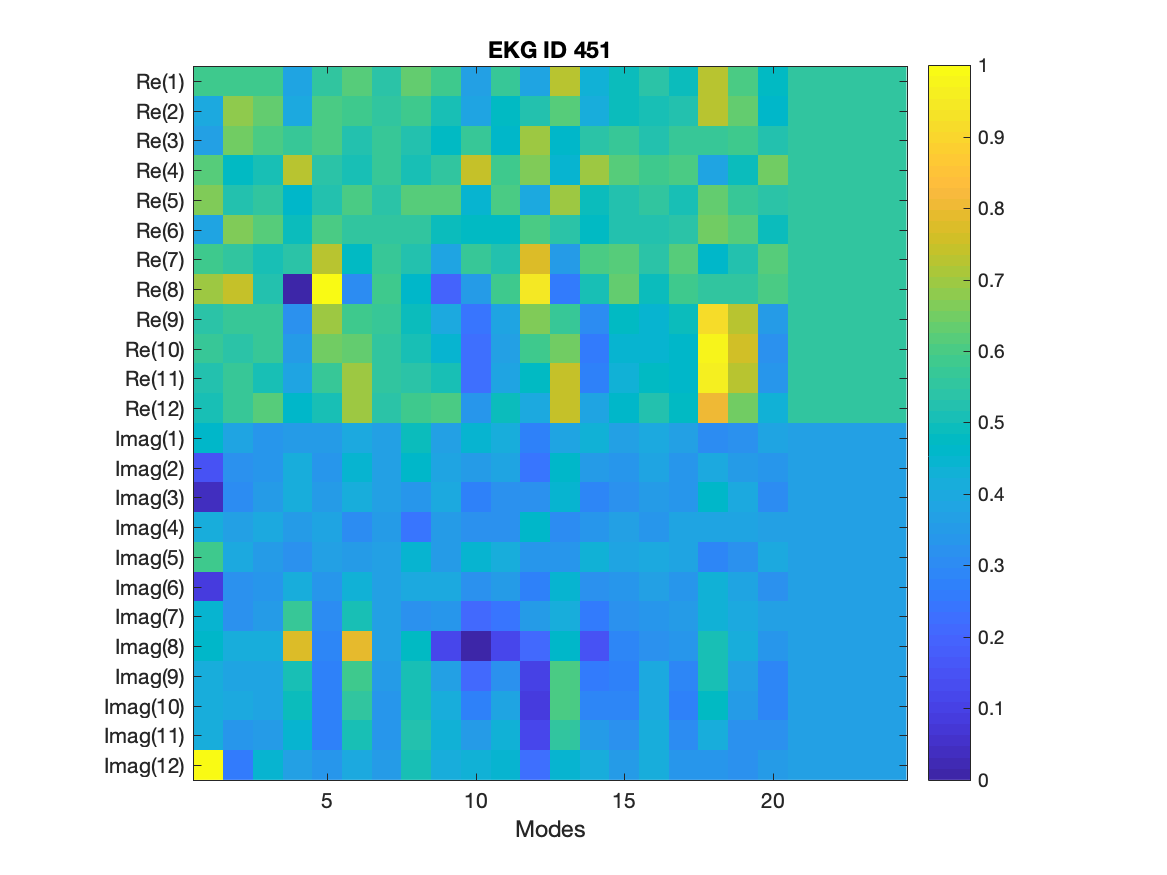 EKG ID 451
Re(1)
Re(2)
Re(3)
Re(4)
Re(5)
Re(6)
Re(7)
Re(8)
Re(9)
Re(10)
Re(11)
Re(12)
Imag(1)
Imag(2)
Imag(3)
Imag(4)
Imag(5)
Imag(6)
Imag(7)
Imag(8)
Imag(9)
Imag(10)
Imag(11)
Imag(12)
5 10 15 20
Modes
1
0.9
0.8
0.7
0.6
0.5
0.4
0.3
0.2
0.1
0